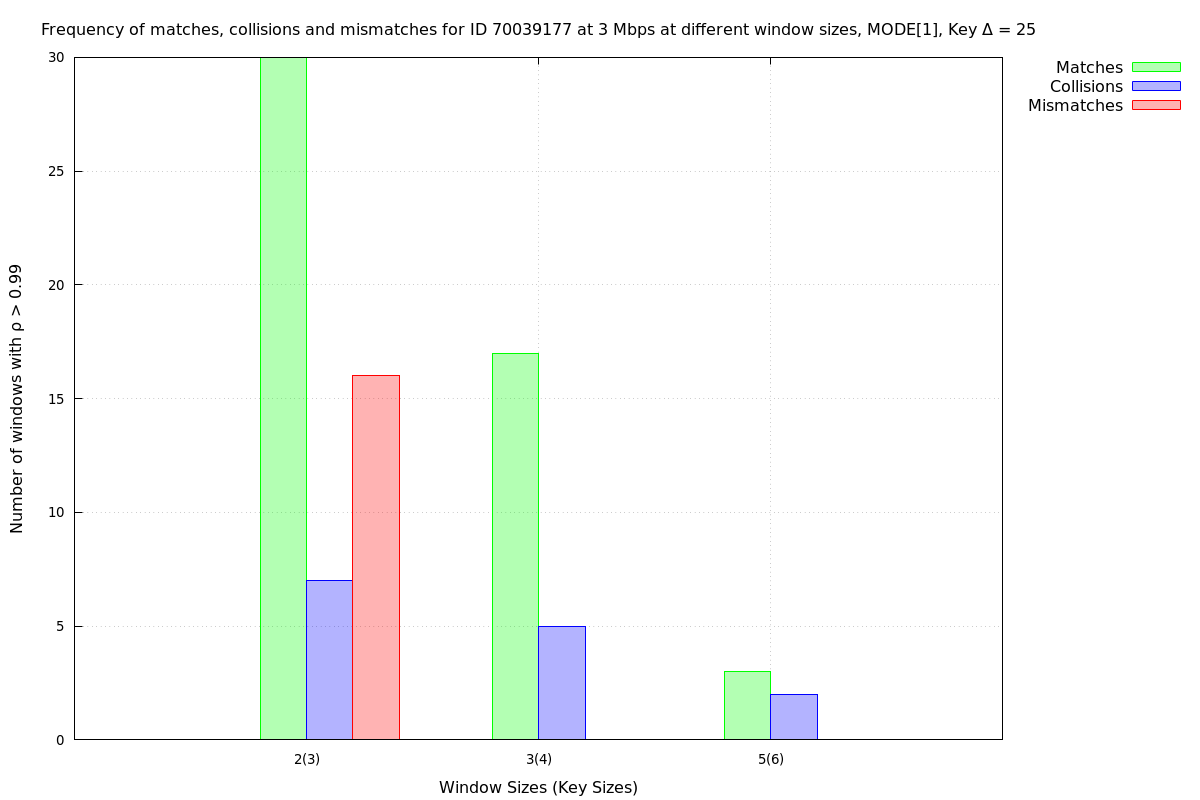 Frequency of matches, collisions and mismatches for ID 70039177 at 3 Mbps at different window sizes, MODE[1], Key Δ = 25
Matches
Collisions
Mismatches
Number of windows with ρ > 0.99
30
25
20
15
10
5
0
2(3)
3(4)
5(6)
Window Sizes (Key Sizes)